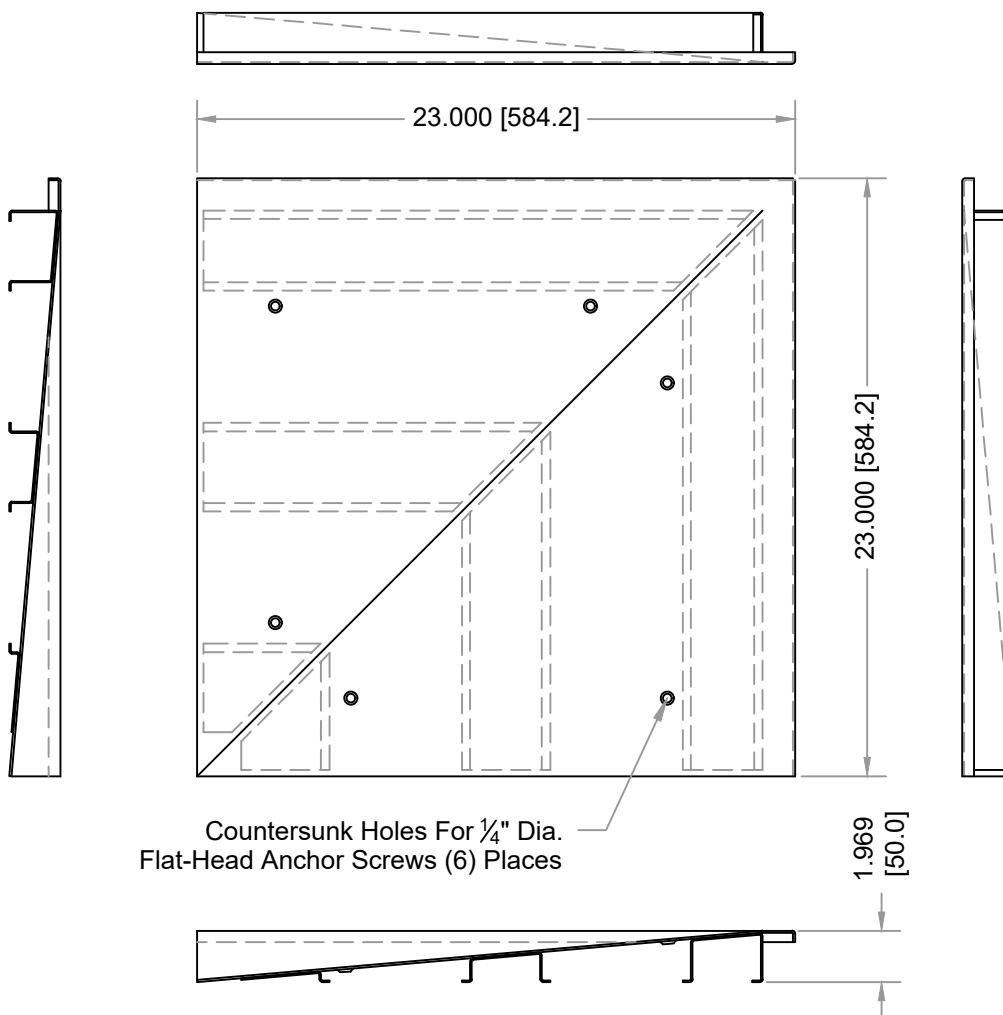 23.000 [584.2]
23.000 [584.2]
Countersunk Holes For ¼" Dia.
Flat-Head Anchor Screws (6) Places
1.969
[50.0]